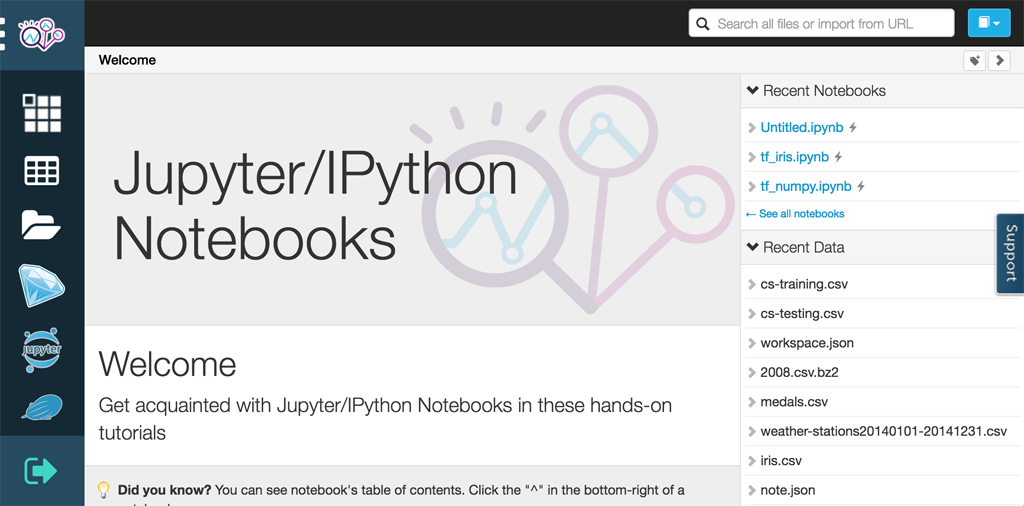 Search all files or import from URL
Welcome
Jupyter/IPython
Notebooks
Welcome
Get acquainted with Jupyter/IPython Notebooks in these hands-on
tutorials
Did you know? You can see notebook's table of contents. Click the "^" in the bottom-right of a
Recent Notebooks
Untitled.ipynb
tf_iris.ipynb
tf_numpy.ipynb
← See all notebooks
Recent Data
cs-training.csv
cs-testing.csv
workspace.json
2008.csv.bz2
medals.csv
weather-stations20140101-20141231.csv
iris.csv
note.json
Support
jupyter